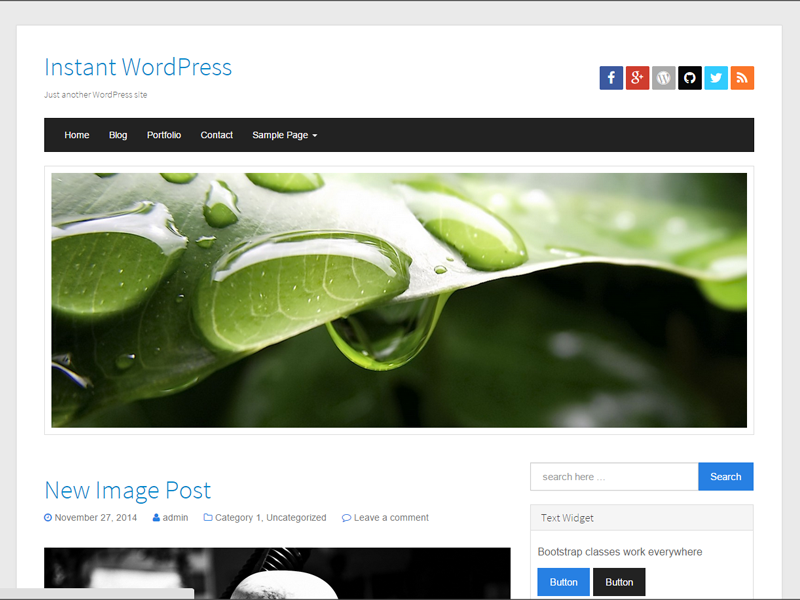 Instant WordPress
Just another WordPress site
Home Blog Portfolio Contact Sample Page
search here ... Search
New Image Post
November 27, 2014 admin Category 1, Uncategorized Leave a comment
Text Widget
Bootstrap classes work everywhere
Button Button